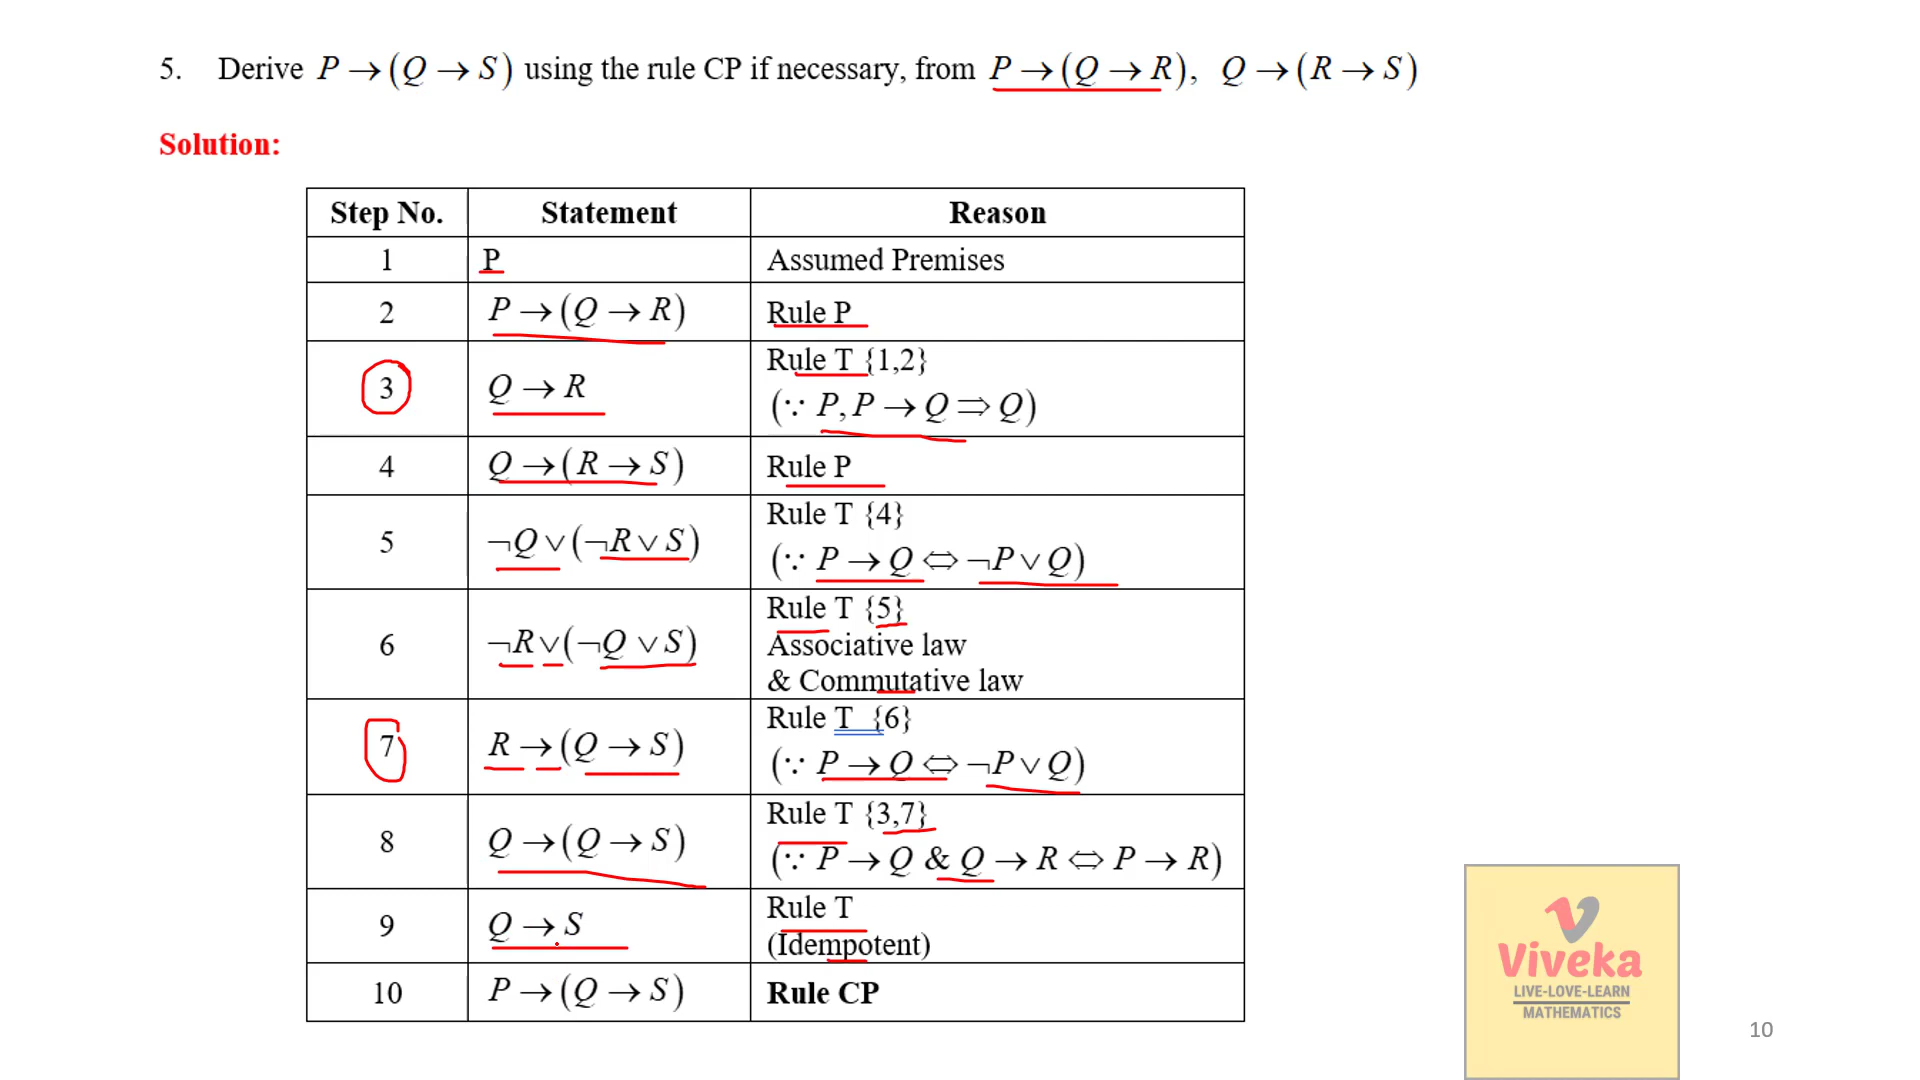 5. Derive P → (Q → S) using the rule CP if necessary, from P → (Q → R), Q → (R → S)
Solution:
Step No. Statement Reason
1 P Assumed Premises
2 P → (Q → R) Rule P
3 Q → R Rule T {1,2}
(∵ P, P → Q ⇒ Q)
4 Q → (R → S) Rule P
5 ¬Q ∨ (¬R ∨ S) Rule T {4}
(∵ P → Q ⇔ ¬P ∨ Q)
6 ¬R ∨ (¬Q ∨ S) Rule T {5}
Associative law
& Commutative law
7 R → (Q → S) Rule T {6}
(∵ P → Q ⇔ ¬P ∨ Q)
8 Q → (Q → S) Rule T {3,7}
(∵ P → Q & Q → R ⇔ P → R)
9 Q → S Rule T
(Idempotent)
10 P → (Q → S) Rule CP
Viveka
LIVE-LOVE-LEARN
MATHEMATICS
10